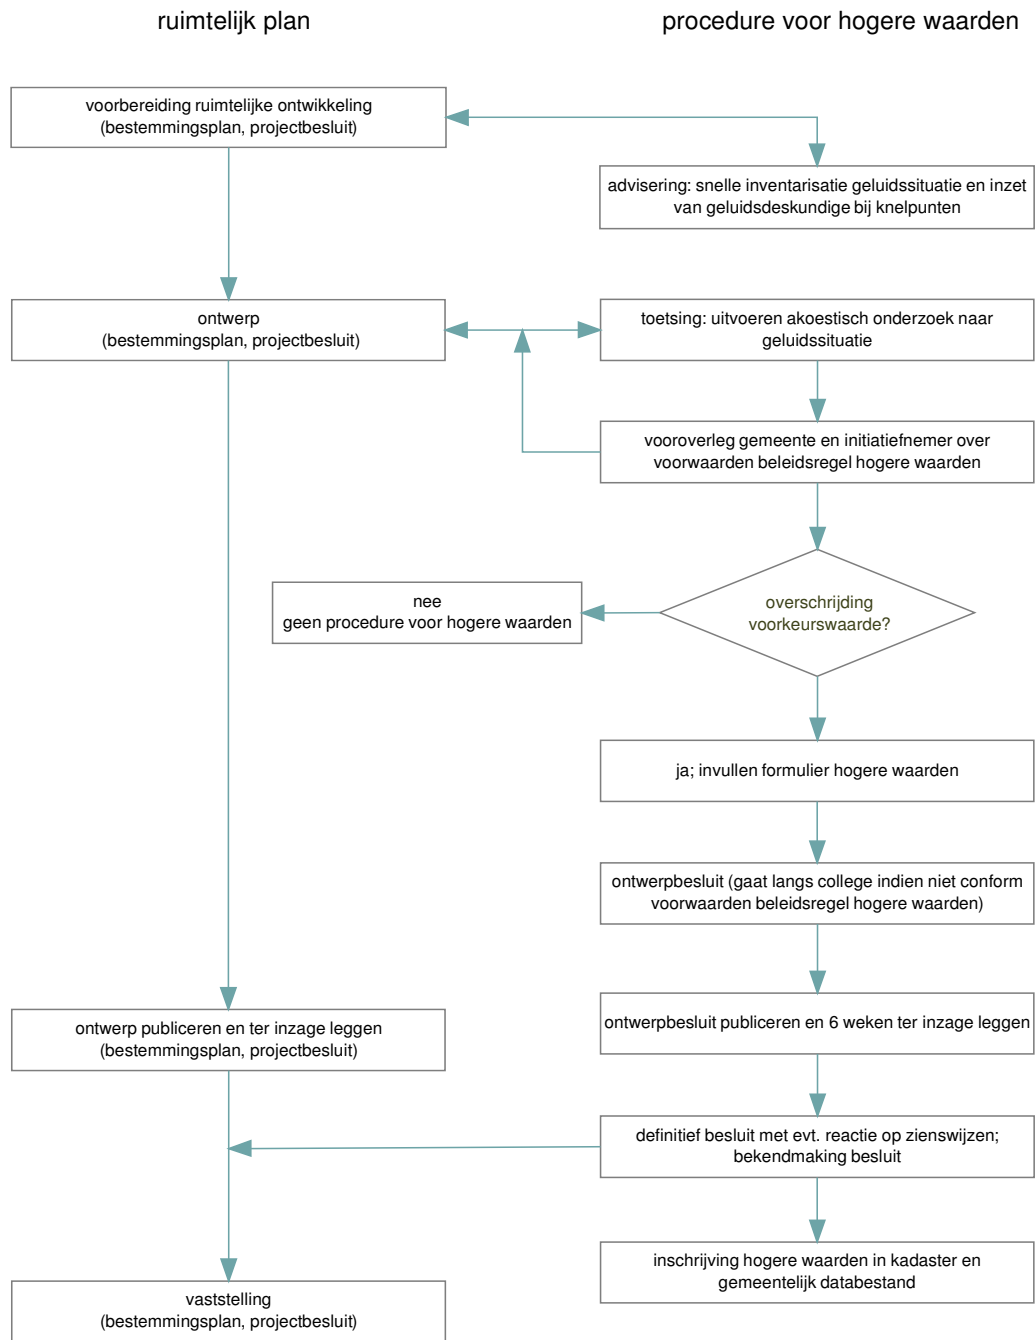 ruimtelijk plan
procedure voor hogere waarden
voorbereiding ruimtelijke ontwikkeling
(bestemmingsplan, projectbesluit)
advisering: snelle inventarisatie geluidssituatie en inzet
van geluidsdeskundige bij knelpunten
ontwerp
(bestemmingsplan, projectbesluit)
toetsing: uitvoeren akoestisch onderzoek naar
geluidssituatie
vooroverleg gemeente en initiatiefnemer over
voorwaarden beleidsregel hogere waarden
overschrijding
voorkeurswaarde?
nee
geen procedure voor hogere waarden
ja; invullen formulier hogere waarden
ontwerpbesluit (gaat langs college indien niet conform
voorwaarden beleidsregel hogere waarden)
ontwerpbesluit publiceren en 6 weken ter inzage leggen
ontwerp publiceren en ter inzage leggen
(bestemmingsplan, projectbesluit)
definitief besluit met evt. reactie op zienswijzen;
bekendmaking besluit
inschrijving hogere waarden in kadaster en
gemeentelijk databestand
vaststelling
(bestemmingsplan, projectbesluit)